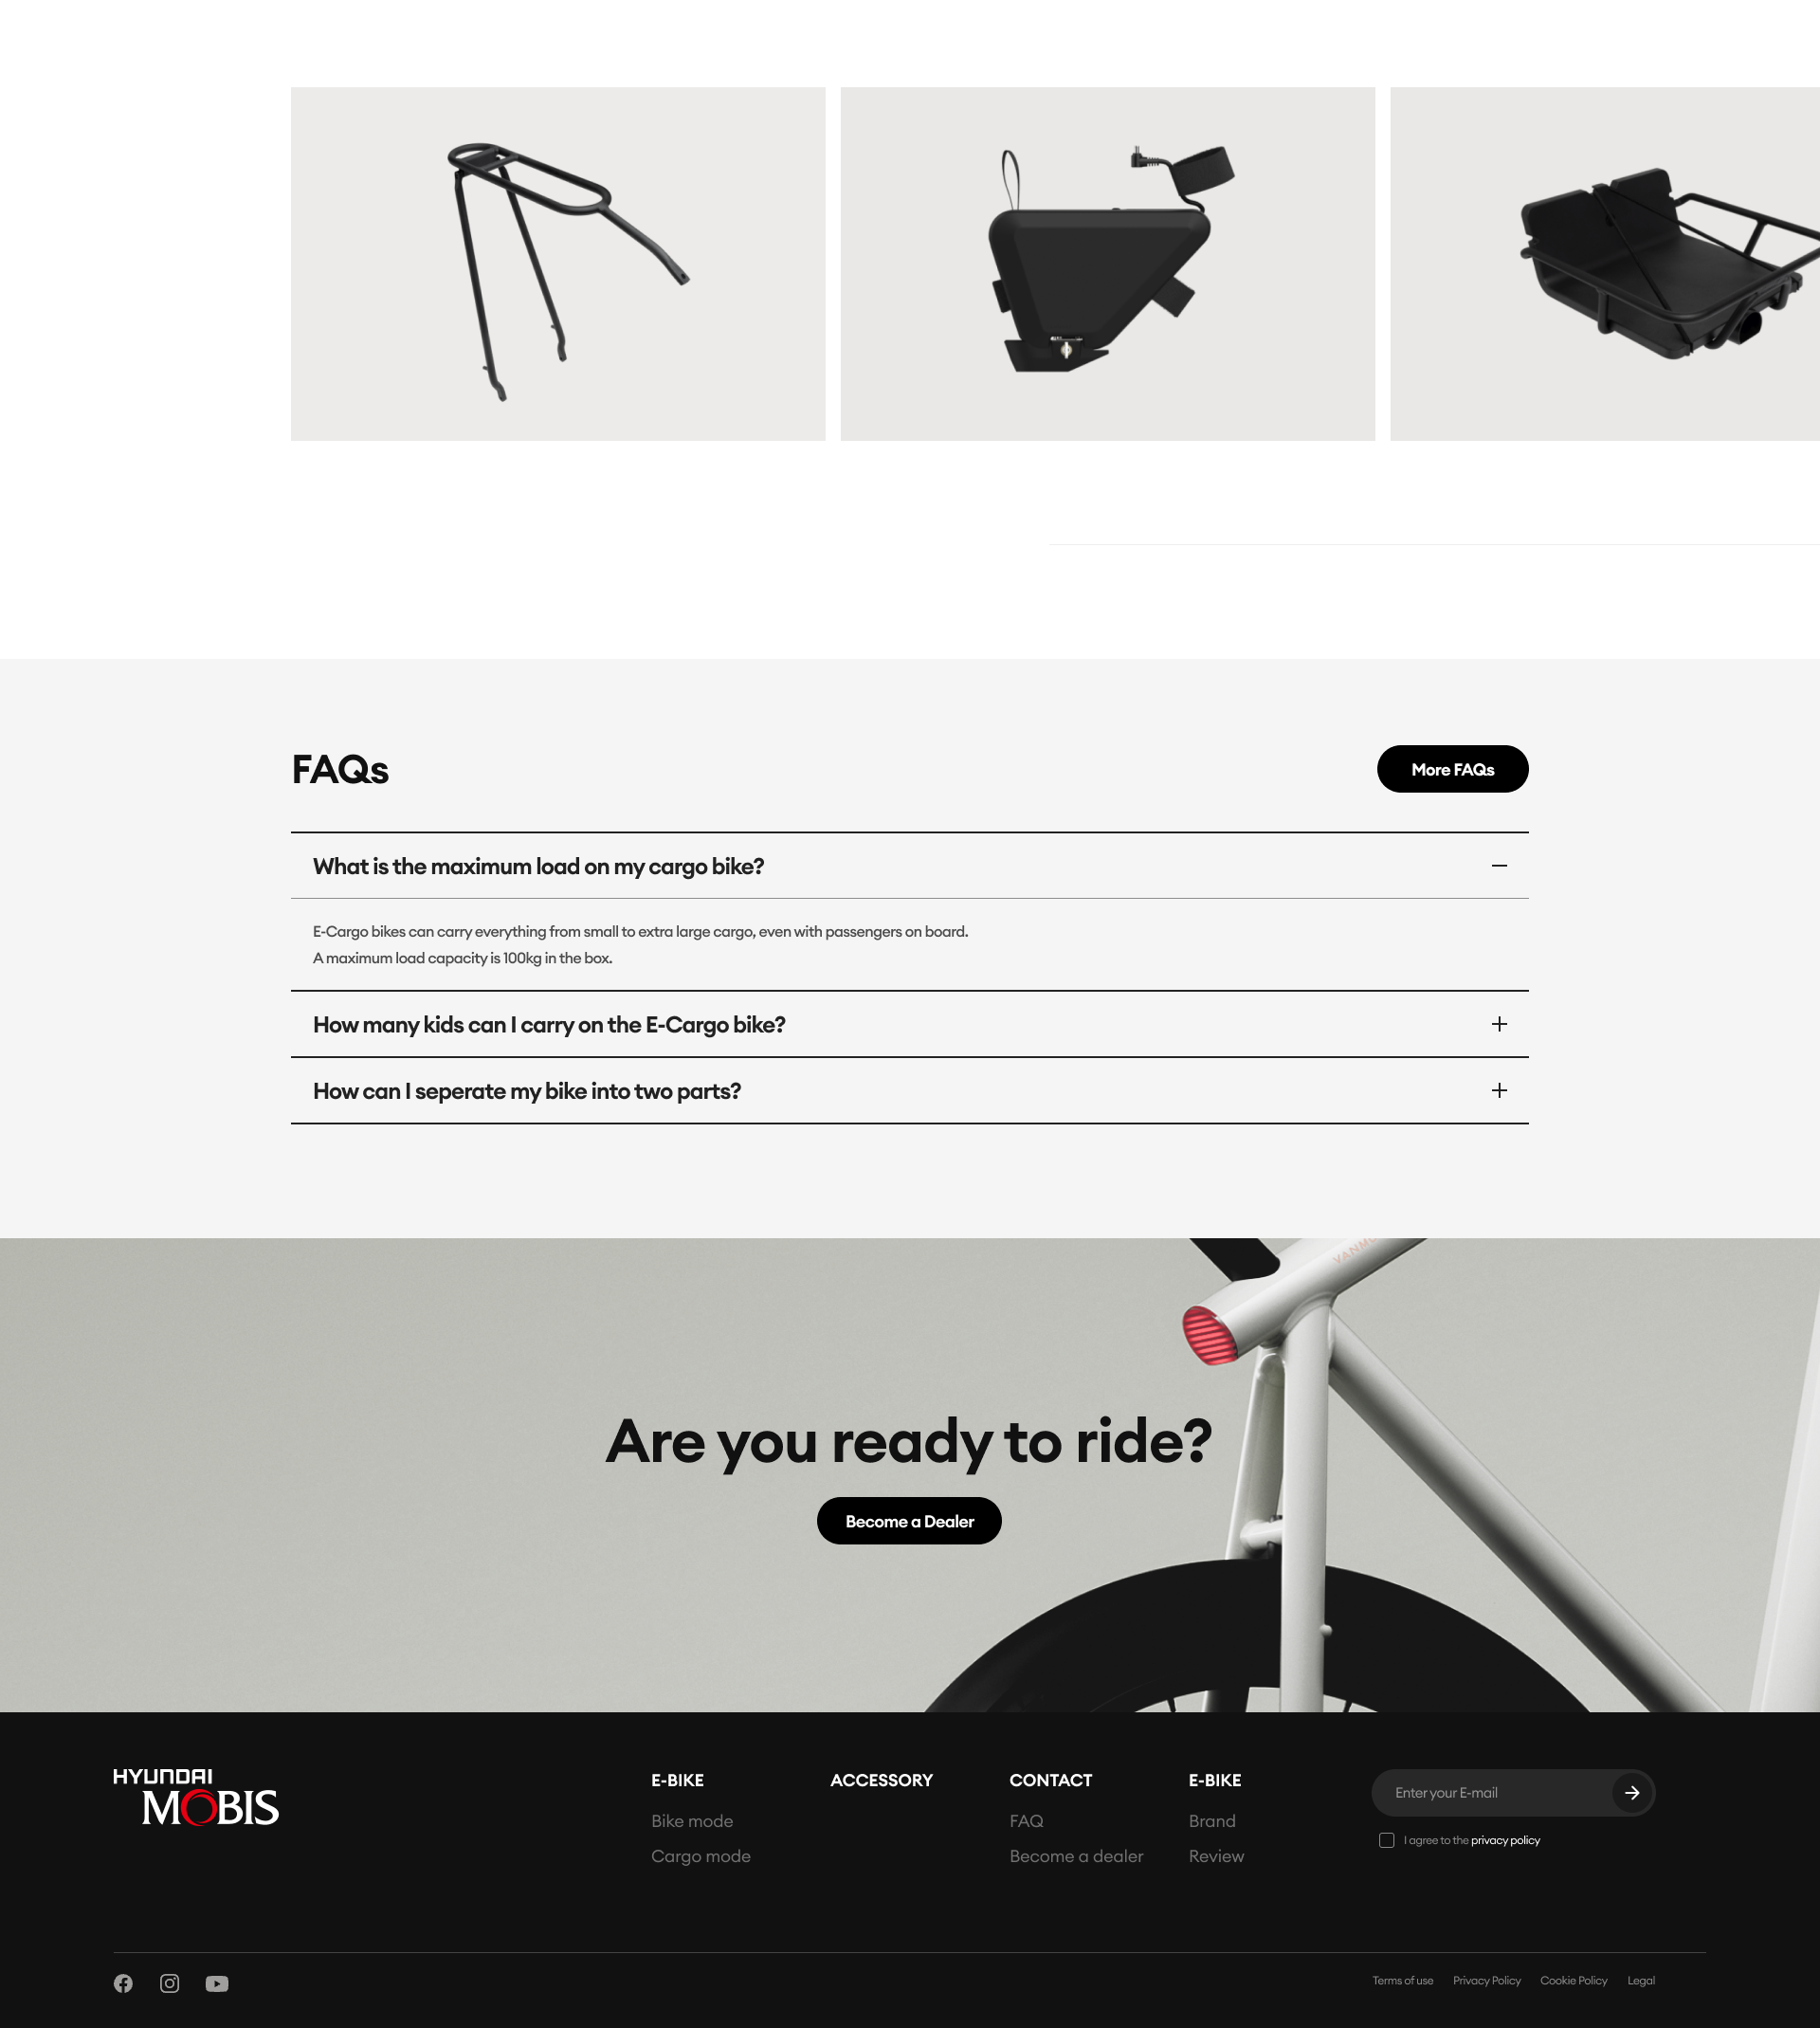 FAQs
More FAQs
What is the maximum load on my cargo bike?
E-Cargo bikes can carry everything from small to extra large cargo, even with passengers on board.
A maximum load capacity is 100kg in the box.
How many kids can I carry on the E-Cargo bike?
How can I seperate my bike into two parts?
Are you ready to ride?
Become a Dealer
HYUNDAI
MOBIS
E-BIKE
Bike mode
Cargo mode
ACCESSORY
CONTACT
FAQ
Become a dealer
E-BIKE
Brand
Review
Enter your E-mail
I agree to the privacy policy
Terms of use
Privacy Policy
Cookie Policy
Legal